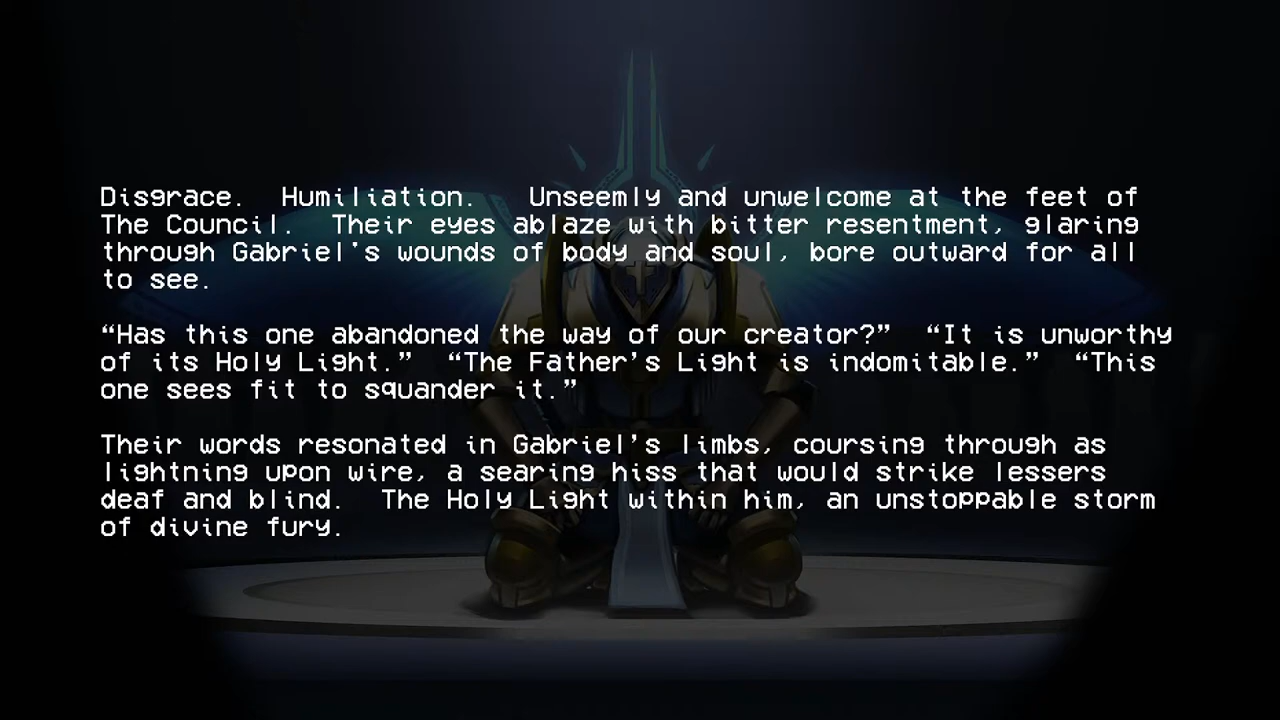 Disgrace.  Humiliation.   Unseemly and unwelcome at the feet of
The Council.  Their eyes ablaze with bitter resentment, glaring
through Gabriel's wounds of body and soul, bore outward for all
to see.
“Has this one abandoned the way of our creator?”  “It is unworthy
of its Holy Light.”  “The Father’s Light is indomitable.”  “This
one sees fit to squander it.”
Their words resonated in Gabriel’s limbs, coursing through as
lightning upon wire, a searing hiss that would strike lessers
deaf and blind.  The Holy Light within him, an unstoppable storm
of divine fury.